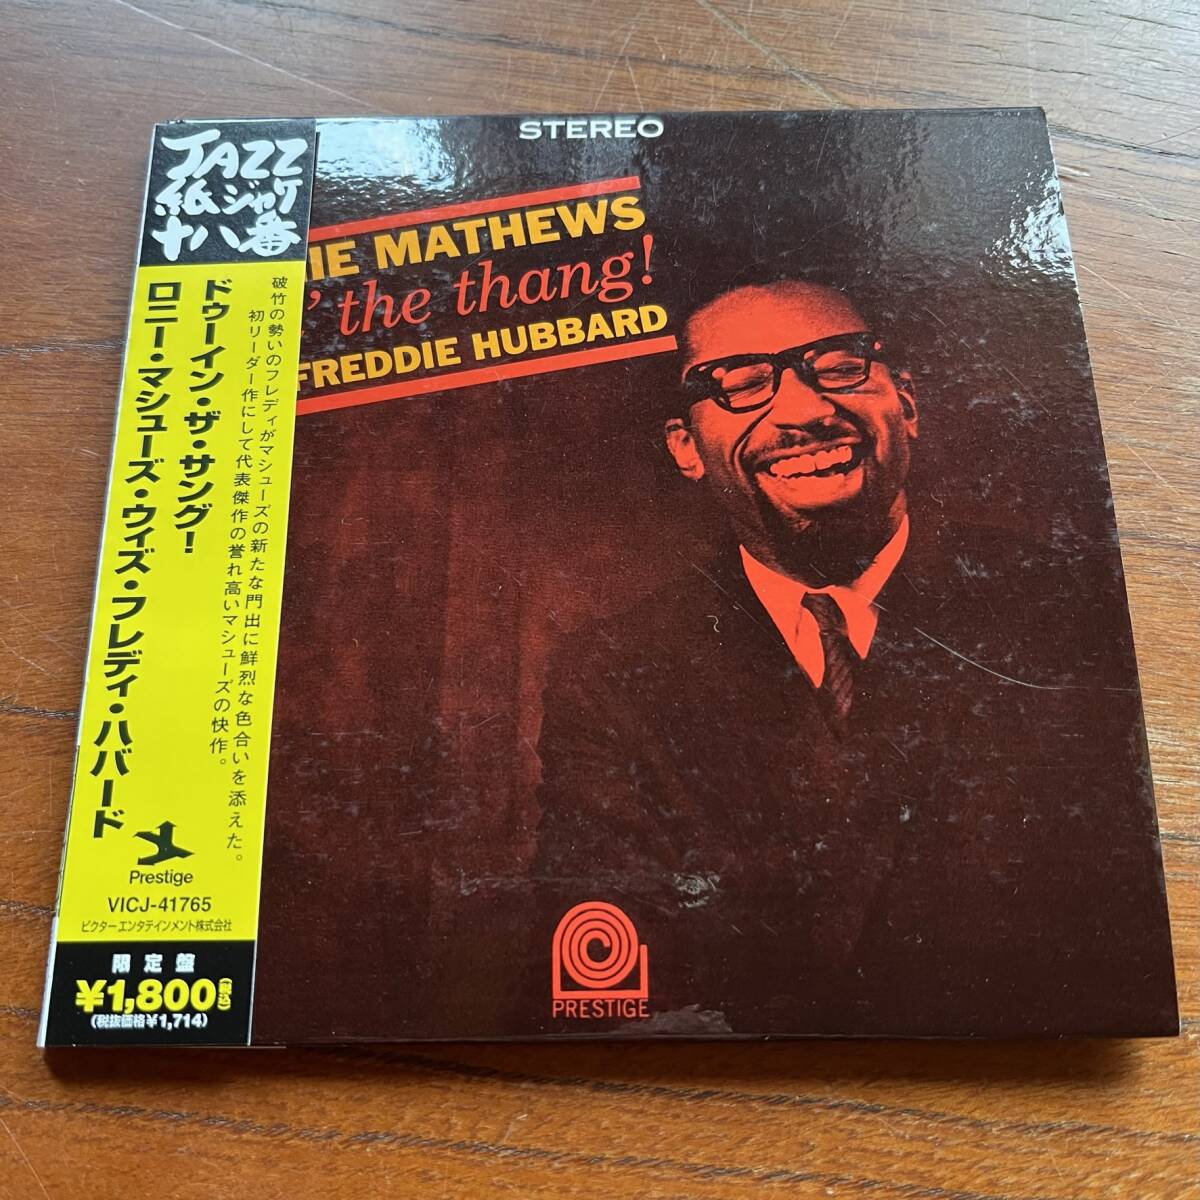 JAZZ
紙ジャケ
十八番
ドゥーイン・ザ・サング！
ロニー・マシューズ・ウィズ・フレディ・ハバード
破竹の勢いのフレディがマシューズの新たな門出に鮮烈な色合いを添えた。
初リーダー作にして代表傑作の誉れ高いマシューズの快作。
Prestige
VICJ-41765
ビクターエンタテインメント株式会社
限定盤
¥1,800(税込)
(税抜価格¥1,714)
STEREO
IE MATHEWS
' the thang!
FREDDIE HUBBARD
PRESTIGE